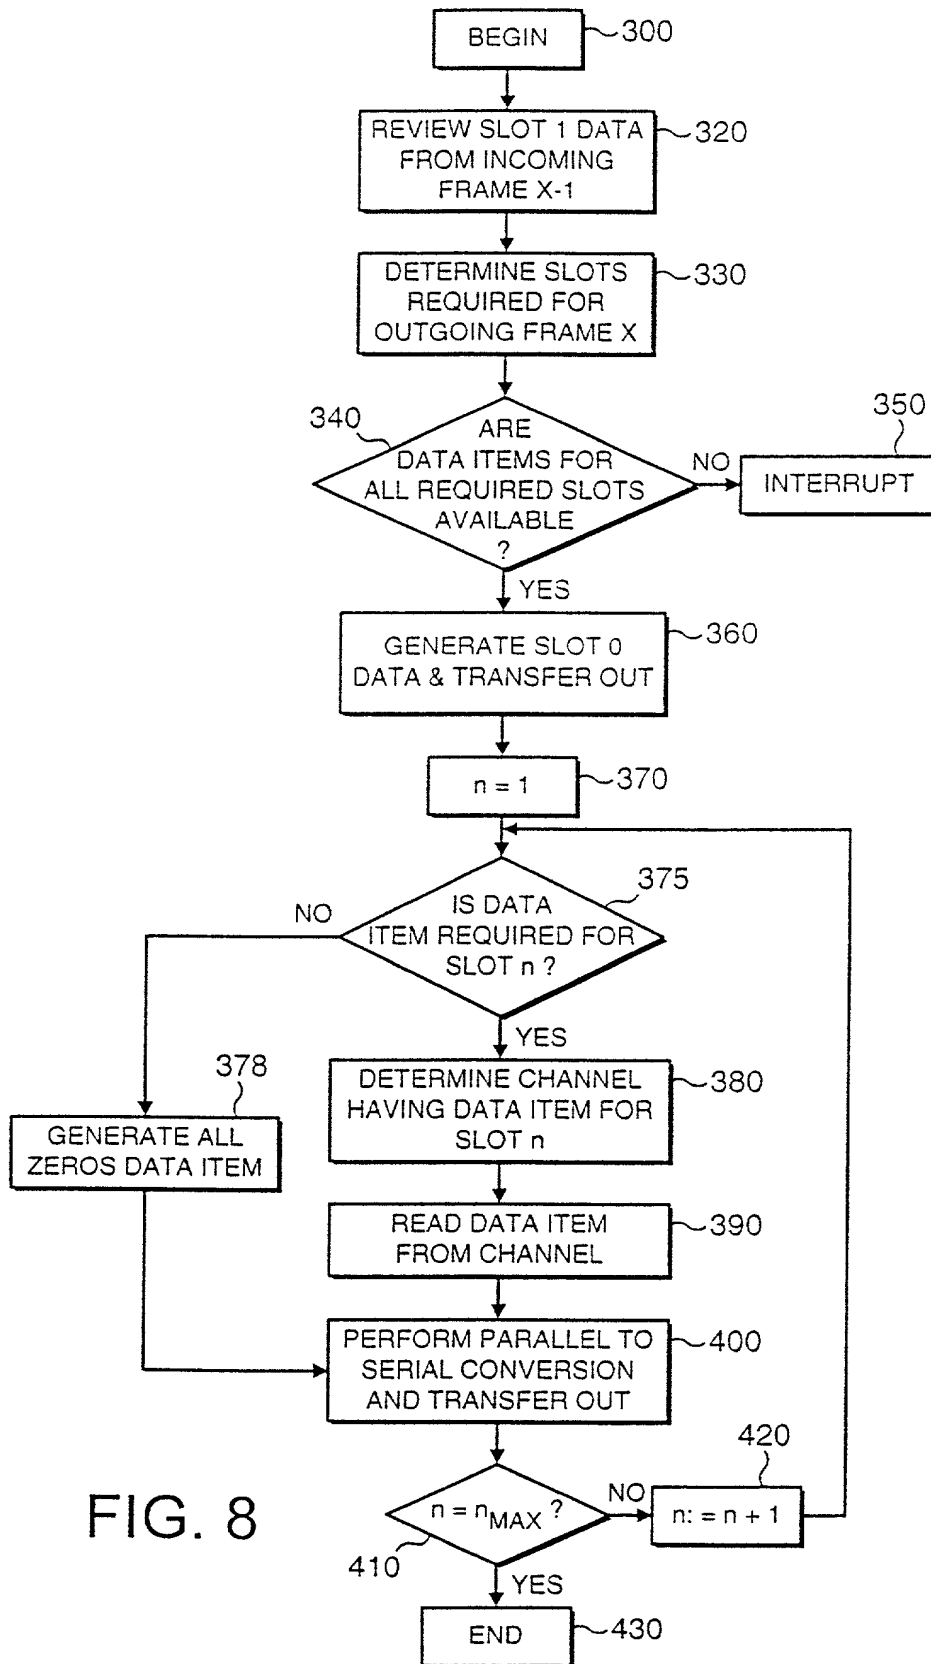 BEGIN
300
REVIEW SLOT 1 DATA
FROM INCOMING
FRAME X-1
320
DETERMINE SLOTS
REQUIRED FOR
OUTGOING FRAME X
330
340
ARE
DATA ITEMS FOR
ALL REQUIRED SLOTS
AVAILABLE
?
NO
350
INTERRUPT
YES
GENERATE SLOT 0
DATA & TRANSFER OUT
360
n = 1
370
375
IS DATA
ITEM REQUIRED FOR
SLOT n ?
NO
YES
378
GENERATE ALL
ZEROS DATA ITEM
DETERMINE CHANNEL
HAVING DATA ITEM FOR
SLOT n
380
READ DATA ITEM
FROM CHANNEL
390
PERFORM PARALLEL TO
SERIAL CONVERSION
AND TRANSFER OUT
400
n = nMAX ?
410
NO
420
n: = n + 1
YES
END
430
FIG. 8